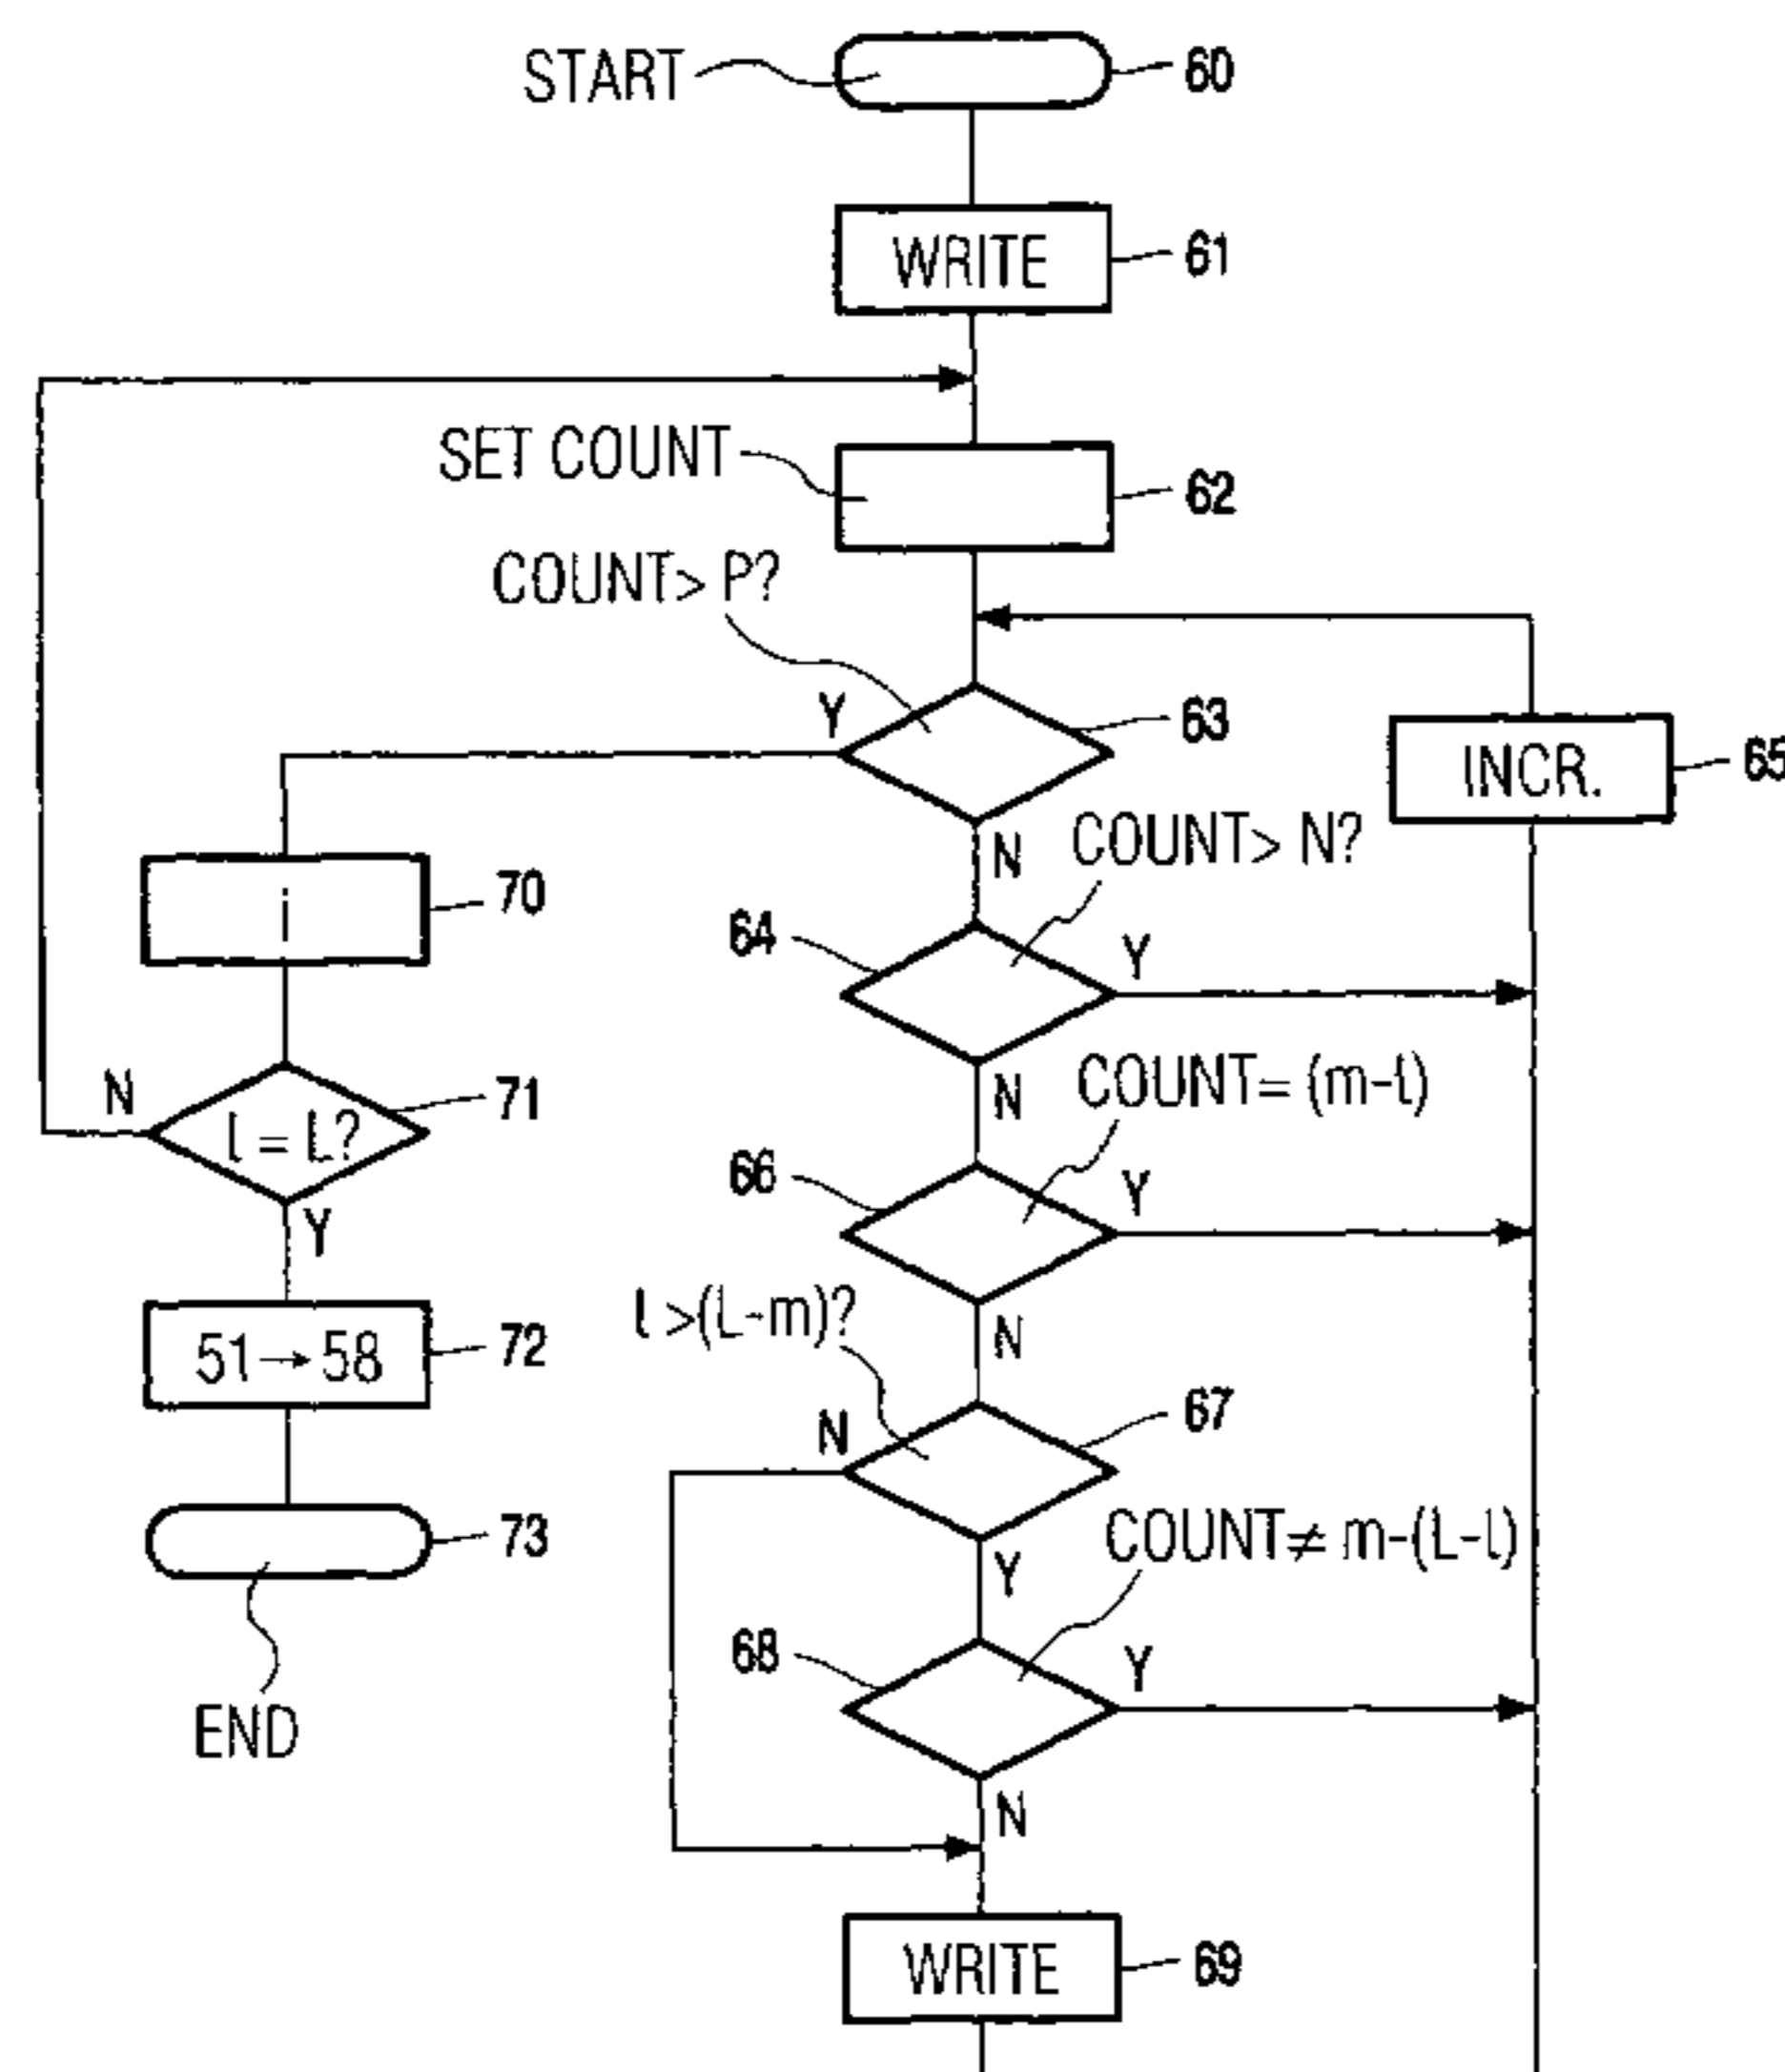 START
60
WRITE
61
SET COUNT
62
COUNT> P?
Y
63
INCR.
65
N
COUNT> N?
i
70
64
Y
N
COUNT= (m-l)
N
l = L?
71
66
Y
Y
l >(L-m)?
N
51→58
72
N
67
73
Y
COUNT≠ m-(L-l)
68
Y
END
N
WRITE
69